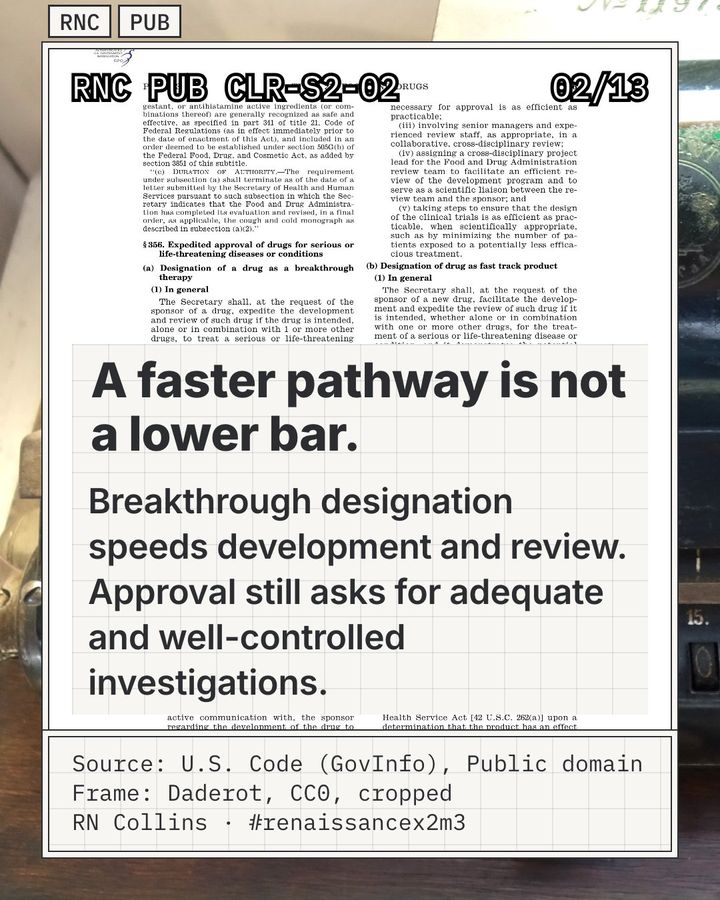 RNC PUB
RNC PUB CLR-S2-02 02/13
DRUGS
gestant, or antihistamine active ingredients (or com-
binations thereof) are generally recognized as safe and
effective, as specified in part 341 of title 21, Code of
Federal Regulations (as in effect immediately prior to
the date of enactment of this Act), and included in an
order deemed to be established under section 505G(b) of
the Federal Food, Drug, and Cosmetic Act, as added by
section 3851 of this subtitle.
"(c) DURATION OF AUTHORITY.—The requirement
under subsection (a) shall terminate as of the date of a
letter submitted by the Secretary of Health and Human
Services pursuant to such subsection in which the Sec-
retary indicates that the Food and Drug Administra-
tion has completed its evaluation and revised, in a final
order, as applicable, the cough and cold monograph as
described in subsection (a)(2)."
§ 356. Expedited approval of drugs for serious or
life-threatening diseases or conditions
(a) Designation of a drug as a breakthrough
therapy
(1) In general
The Secretary shall, at the request of the
sponsor of a drug, expedite the development
and review of such drug if the drug is intended,
alone or in combination with 1 or more other
drugs, to treat a serious or life-threatening
necessary for approval is as efficient as
practicable;
(iii) involving senior managers and expe-
rienced review staff, as appropriate, in a
collaborative, cross-disciplinary review;
(iv) assigning a cross-disciplinary project
lead for the Food and Drug Administration
review team to facilitate an efficient re-
view of the development program and to
serve as a scientific liaison between the re-
view team and the sponsor; and
(v) taking steps to ensure that the design
of the clinical trials is as efficient as prac-
ticable, when scientifically appropriate,
such as by minimizing the number of pa-
tients exposed to a potentially less effica-
cious treatment.
(b) Designation of drug as fast track product
(1) In general
The Secretary shall, at the request of the
sponsor of a new drug, facilitate the develop-
ment and expedite the review of such drug if it
is intended, whether alone or in combination
with one or more other drugs, for the treat-
ment of a serious or life-threatening disease or
A faster pathway is not
a lower bar.
Breakthrough designation
speeds development and review.
Approval still asks for adequate
and well-controlled
investigations.
active communication with, the sponsor
regarding the development of the drug to
Health Service Act [42 U.S.C. 262(a)] upon a
determination that the product has an effect
15.
Source: U.S. Code (GovInfo), Public domain
Frame: Daderot, CC0, cropped
RN Collins · #renaissancex2m3